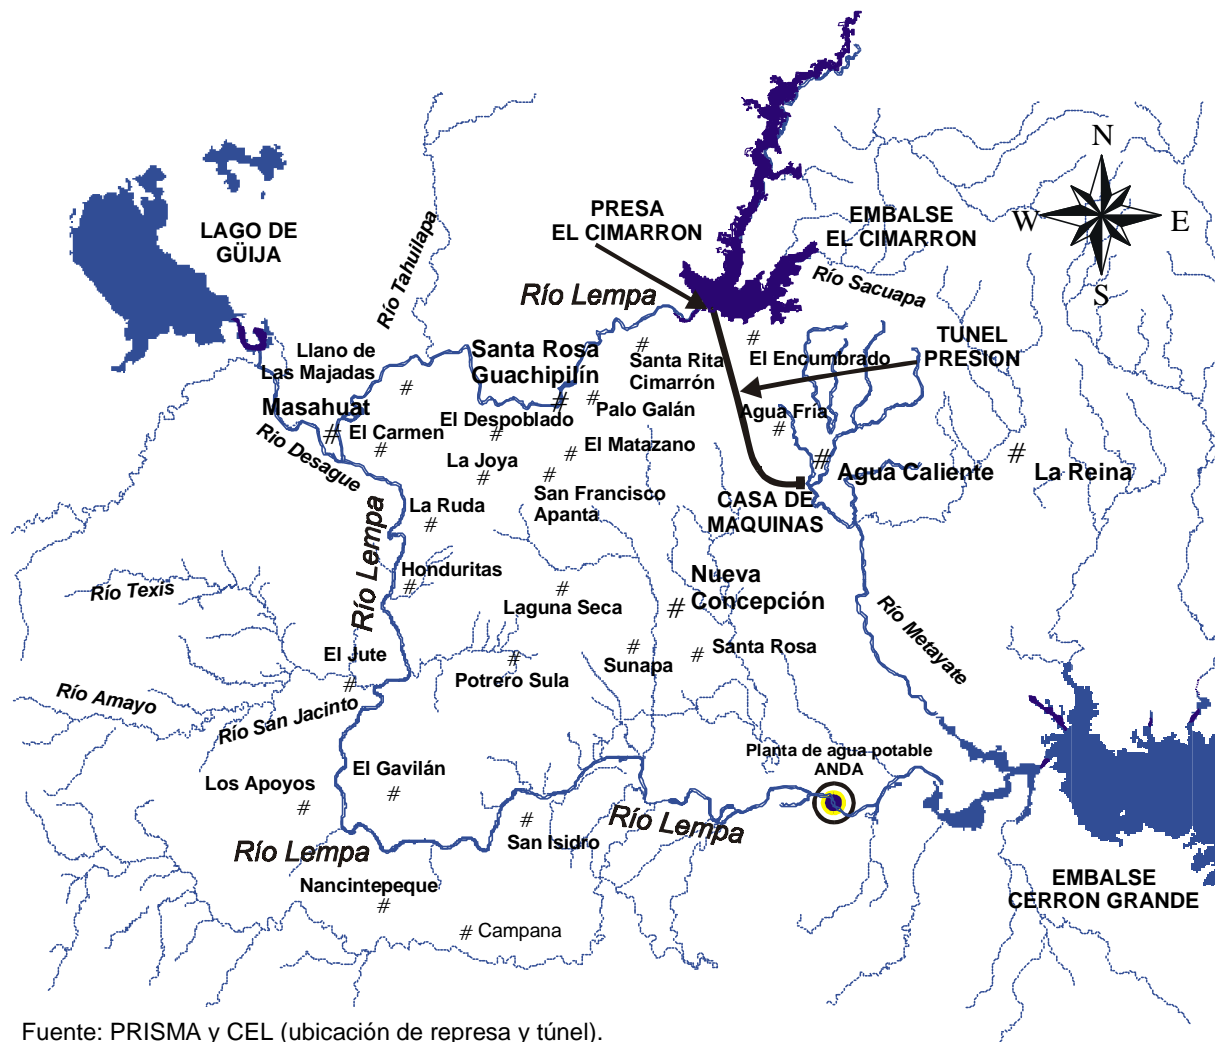 N
W
E
S
PRESA
EL CIMARRON
EMBALSE
EL CIMARRON
LAGO DE
GÜIJA
Río Tahuilapa
Río Lempa
Río Sacuapa
TUNEL
PRESION
Llano de
Las Majadas
Santa Rosa
Guachipilín
Santa Rita
Cimarrón
El Encumbrado
Masahuat
El Carmen
El Despoblado
Palo Galán
Agua Fría
Rio Desague
La Joya
El Matazano
Agua Caliente
La Reina
San Francisco
Apanta
La Ruda
CASA DE
MAQUINAS
Río Lempa
Honduritas
Río Texis
Laguna Seca
Nueva
Concepción
Río Metayate
El Jute
Potrero Sula
Sunapa
Santa Rosa
Río Amayo
Río San Jacinto
Los Apoyos
El Gavilán
Planta de agua potable
ANDA
San Isidro
Río Lempa
Río Lempa
Nancintepeque
Campana
EMBALSE
CERRON GRANDE
Fuente: PRISMA y CEL (ubicación de represa y túnel).